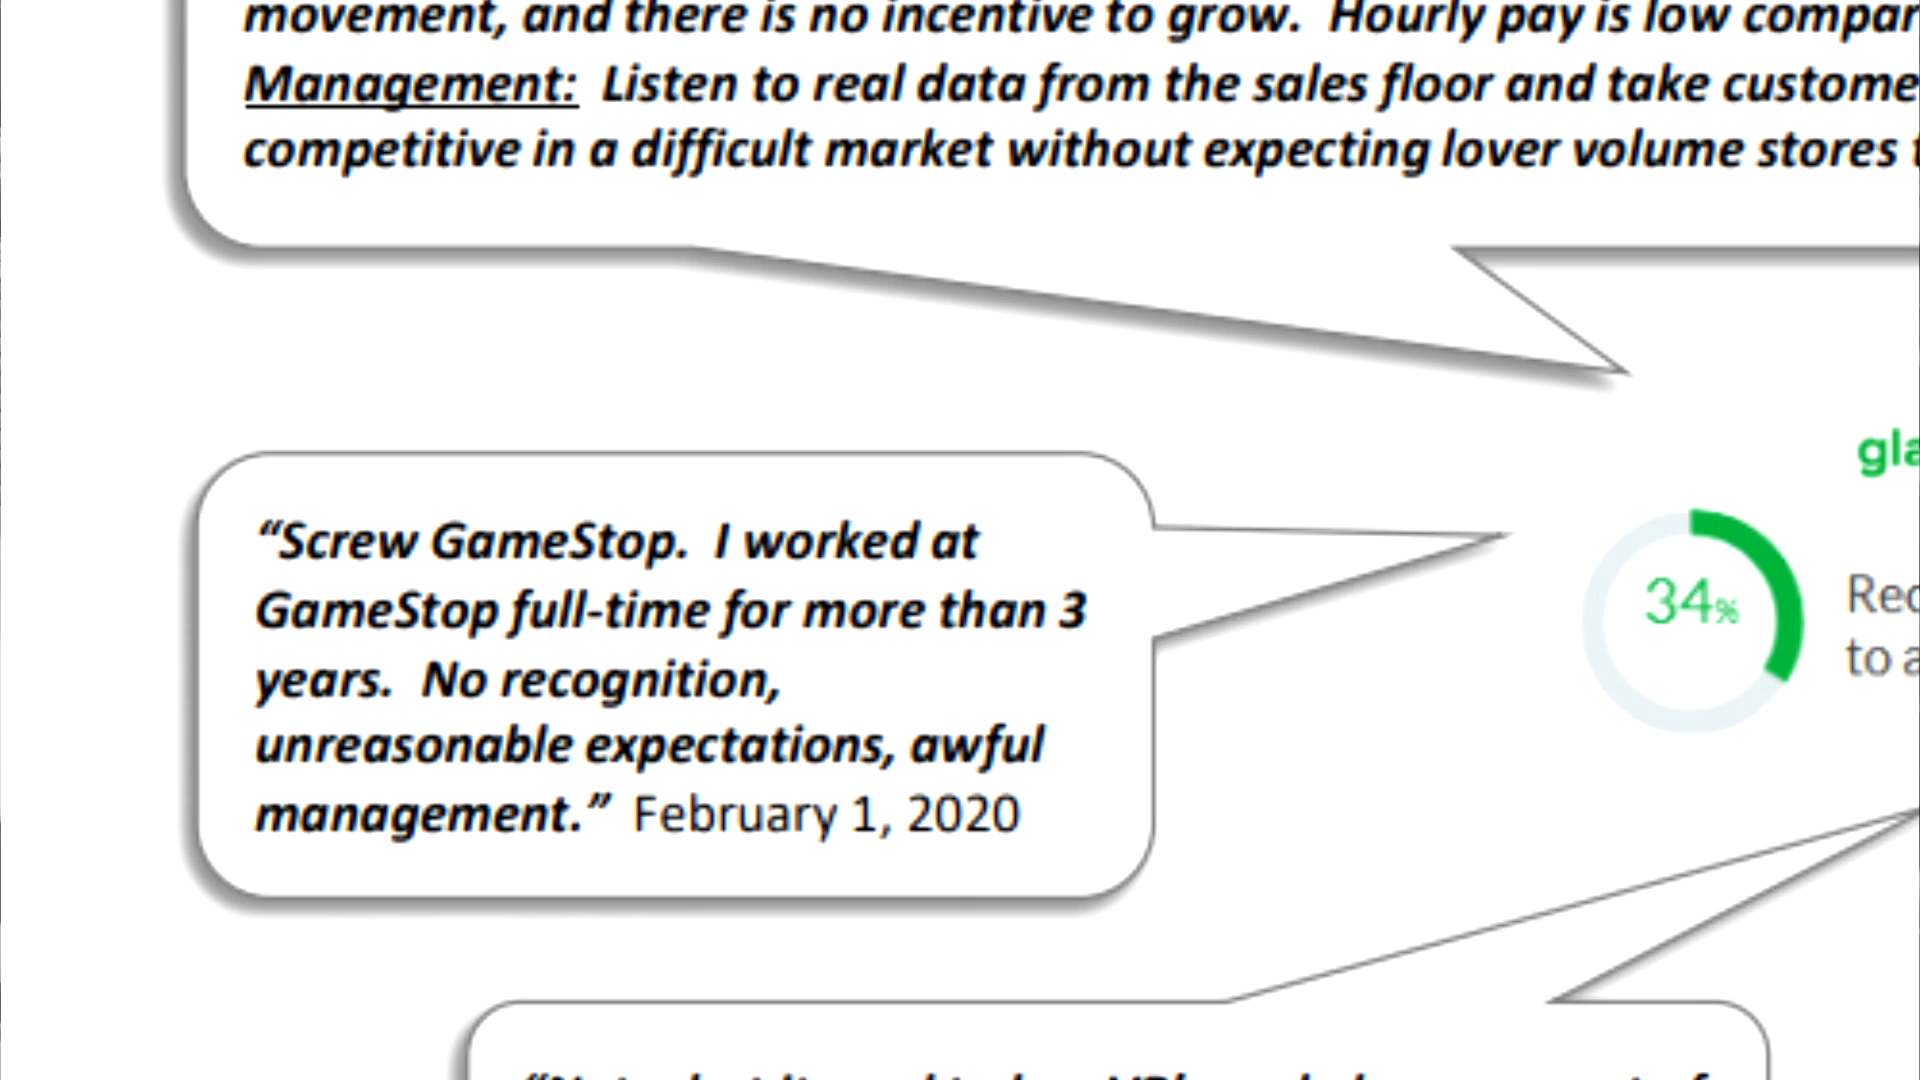 movement, and there is no incentive to grow.  Hourly pay is low compar
Management:  Listen to real data from the sales floor and take custome
competitive in a difficult market without expecting lover volume stores
“Screw GameStop.  I worked at
GameStop full-time for more than 3
years.  No recognition,
unreasonable expectations, awful
management.”  February 1, 2020
gla
34%
Rec
to a